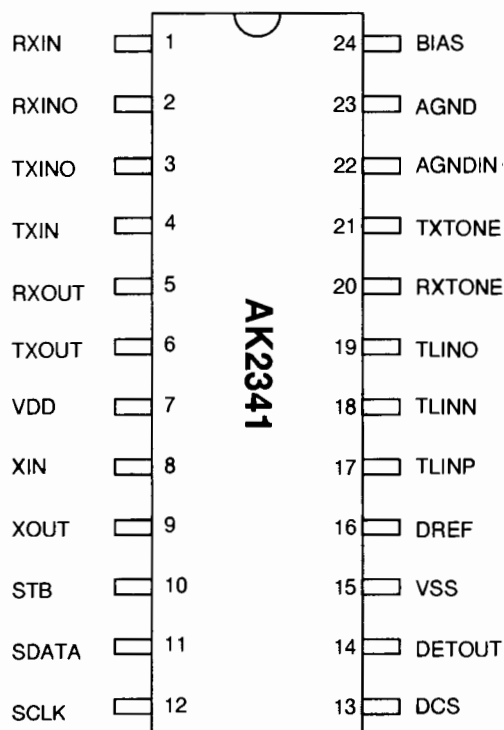 RXIN 1 24 BIAS
RXINO 2 23 AGND
TXINO 3 22 AGNDIN
TXIN 4 21 TXTONE
RXOUT 5 20 RXTONE
TXOUT 6 19 TLINO
VDD 7 18 TLINN
XIN 8 17 TLINP
XOUT 9 16 DREF
STB 10 15 VSS
SDATA 11 14 DETOUT
SCLK 12 13 DCS
AK2341